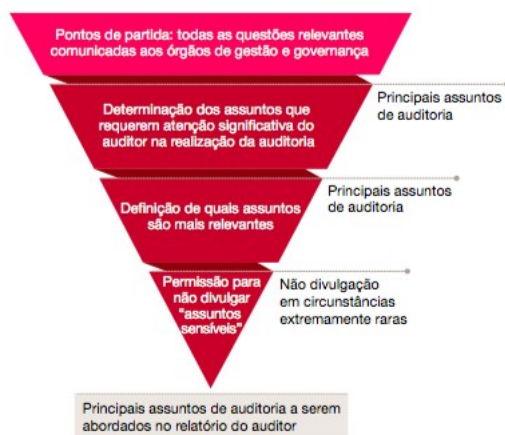 Pontos de partida: todas as questões relevantes
comunicadas aos órgãos de gestão e governança
Determinação dos assuntos que
requerem atenção significativa do
auditor na realização da auditoria
Principais assuntos
de auditoria
Definição de quais assuntos
são mais relevantes
Principais assuntos
de auditoria
Permissão para
não divulgar
"assuntos
sensíveis"
Não divulgação
em circunstâncias
extremamente raras
Principais assuntos de auditoria a serem
abordados no relatório do auditor